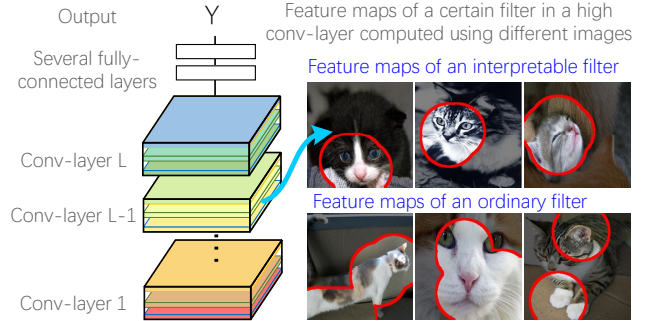 Output
Y
Several fully-
connected layers
Conv-layer L
Conv-layer L-1
Conv-layer 1
Feature maps of a certain filter in a high
conv-layer computed using different images
Feature maps of an interpretable filter
Feature maps of an ordinary filter